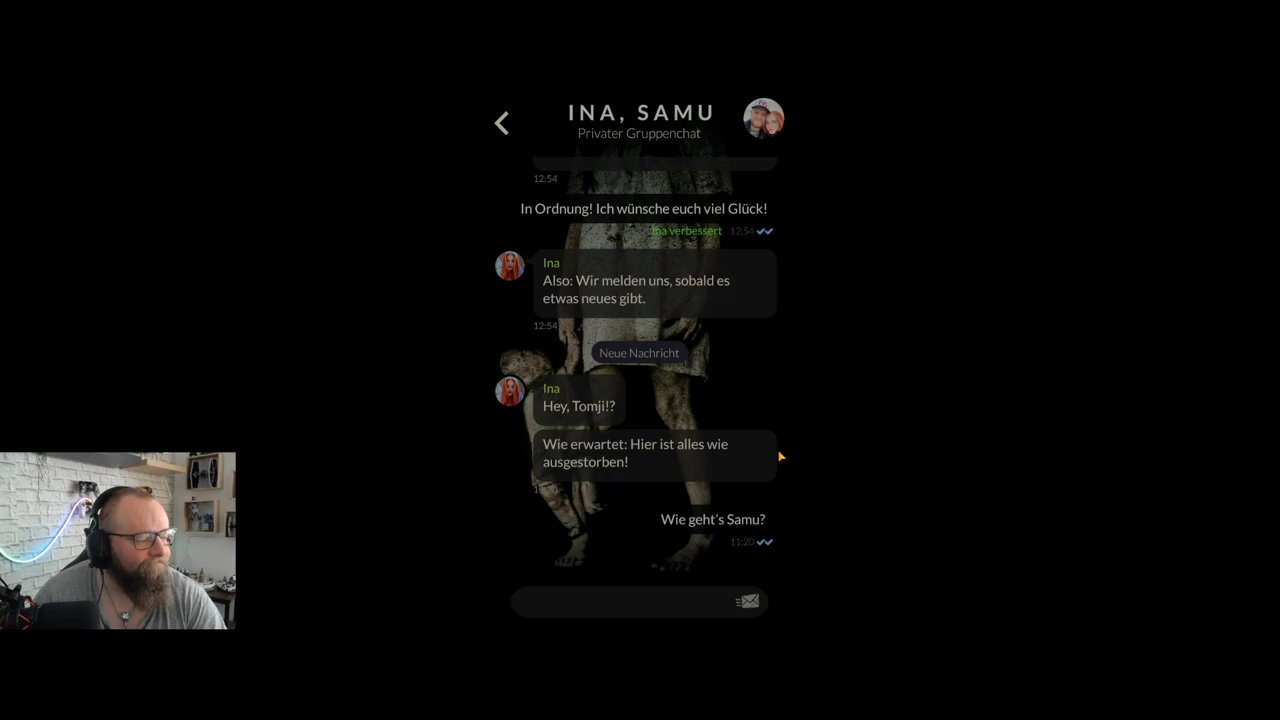 INA, SAMU
Privater Gruppenchat
12:54
In Ordnung! Ich wünsche euch viel Glück!
Ina verbessert 12:54
Ina
Also: Wir melden uns, sobald es
etwas neues gibt.
12:54
Neue Nachricht
Ina
Hey, Tomji!?
Wie erwartet: Hier ist alles wie
ausgestorben!
Wie geht's Samu?
11:20